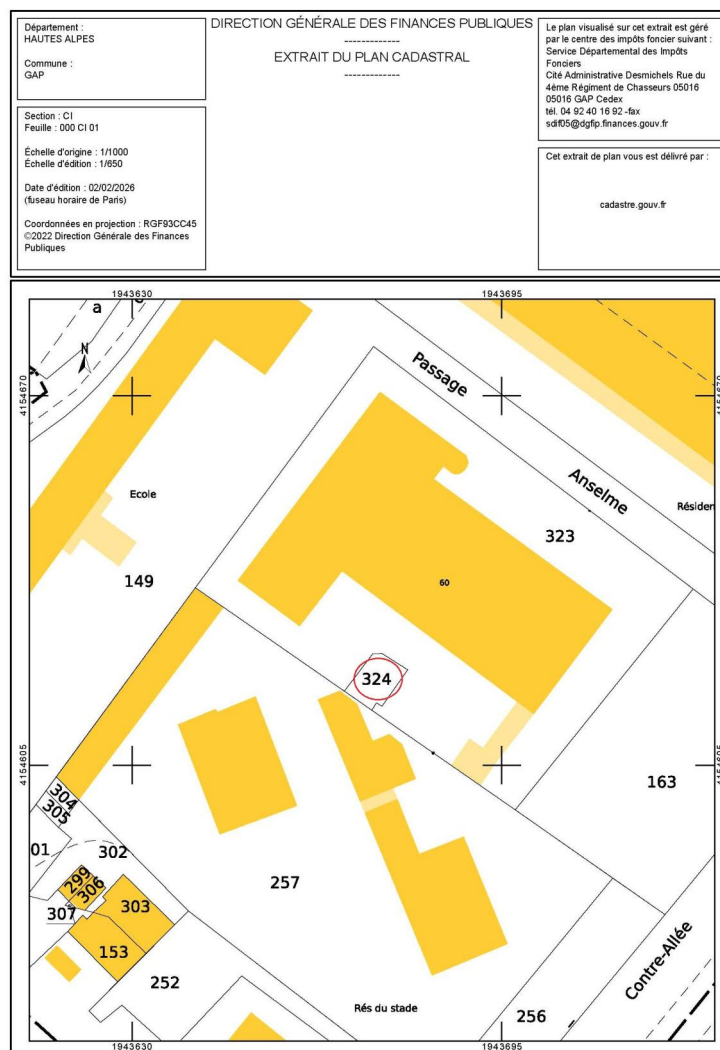 Département :
HAUTES ALPES
Commune :
GAP
Section : CI
Feuille : 000 CI 01
Échelle d'origine : 1/1000
Échelle d'édition : 1/650
Date d'édition : 02/02/2026
(fuseau horaire de Paris)
Coordonnées en projection : RGF93CC45
©2022 Direction Générale des Finances
Publiques
DIRECTION GÉNÉRALE DES FINANCES PUBLIQUES
-------------
EXTRAIT DU PLAN CADASTRAL
-------------
Le plan visualisé sur cet extrait est géré
par le centre des impôts foncier suivant :
Service Départemental des Impôts
Fonciers
Cité Administrative Desmichels Rue du
4ème Régiment de Chasseurs 05016
05016 GAP Cedex
tél. 04 92 40 16 92 -fax
sdif05@dgfip.finances.gouv.fr
Cet extrait de plan vous est délivré par :
cadastre.gouv.fr
1943630
1943695
a
N
4154670
4154670
Passage
Anselme
Ecole
Résiden
323
149
60
324
4154605
4154605
163
304
305
01
302
299
306
257
307
303
153
252
Contre-Allée
Rés du stade
256
1943630
1943695